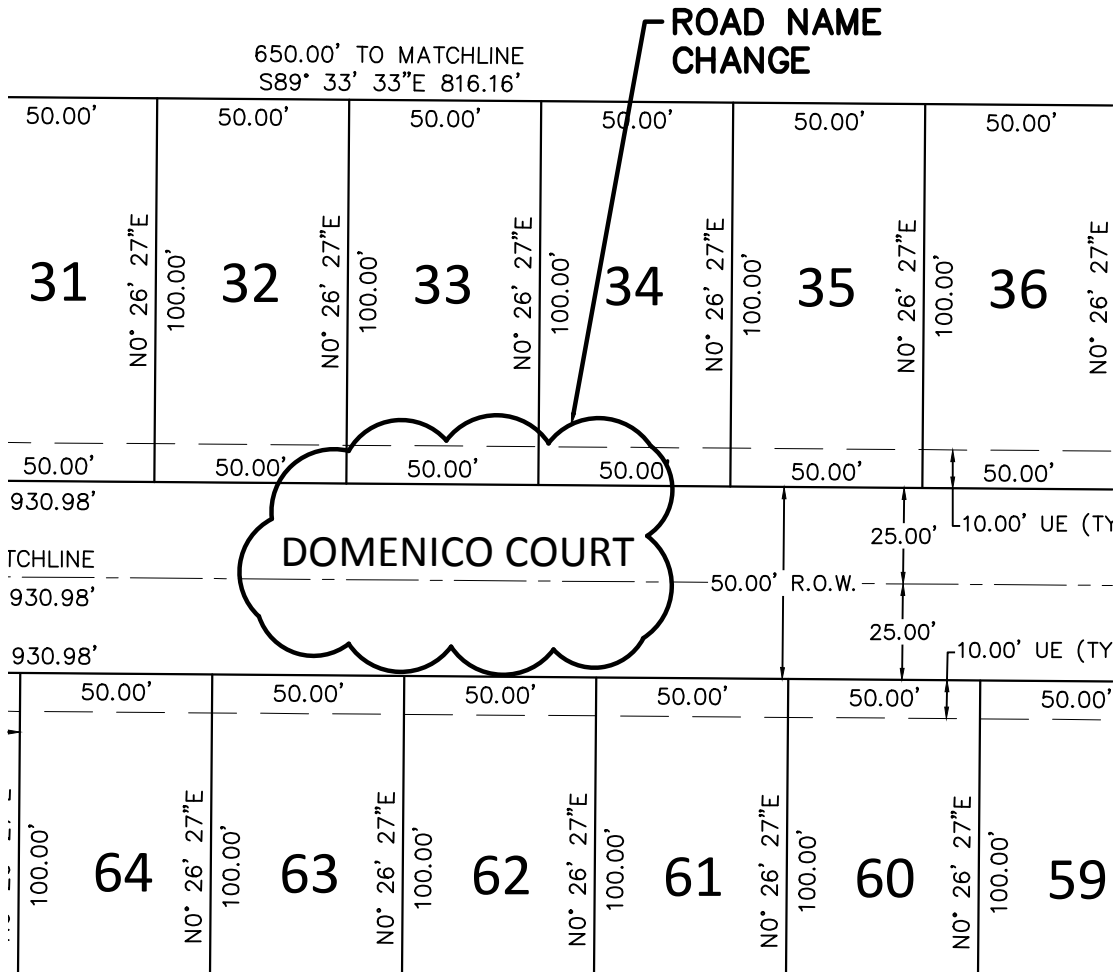 ROAD NAME
CHANGE
650.00' TO MATCHLINE
S89° 33' 33"E 816.16'
50.00' 50.00' 50.00' 50.00' 50.00' 50.00'
31 N0° 26' 27"E 100.00' 32 N0° 26' 27"E 100.00' 33 N0° 26' 27"E 100.00' 34 N0° 26' 27"E 100.00' 35 N0° 26' 27"E 100.00' 36 N0° 26' 27"E
50.00' 50.00' 50.00' 50.00' 50.00' 50.00'
930.98'
10.00' UE (TY
25.00'
TCHLINE
DOMENICO COURT
50.00' R.O.W.
930.98'
25.00'
930.98'
10.00' UE (TY
50.00' 50.00' 50.00' 50.00' 50.00' 50.00'
100.00' 64 N0° 26' 27"E 100.00' 63 N0° 26' 27"E 100.00' 62 N0° 26' 27"E 100.00' 61 N0° 26' 27"E 100.00' 60 N0° 26' 27"E 100.00' 59